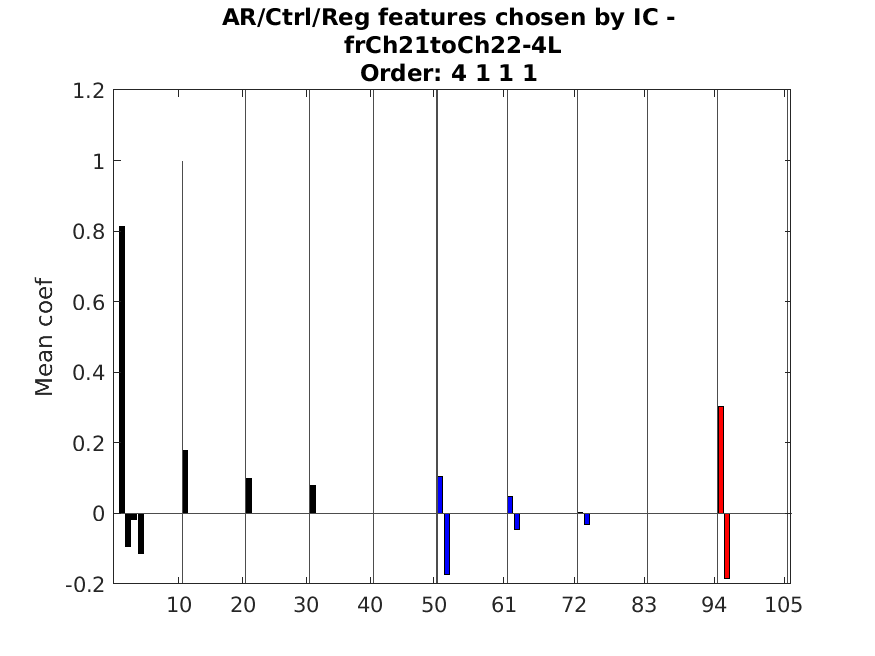 AR/Ctrl/Reg features chosen by IC -
frCh21toCh22-4L
Order: 4 1 1 1
1.2
1
0.8
0.6
0.4
0.2
0
-0.2
Mean coef
10 20 30 40 50 61 72 83 94 105